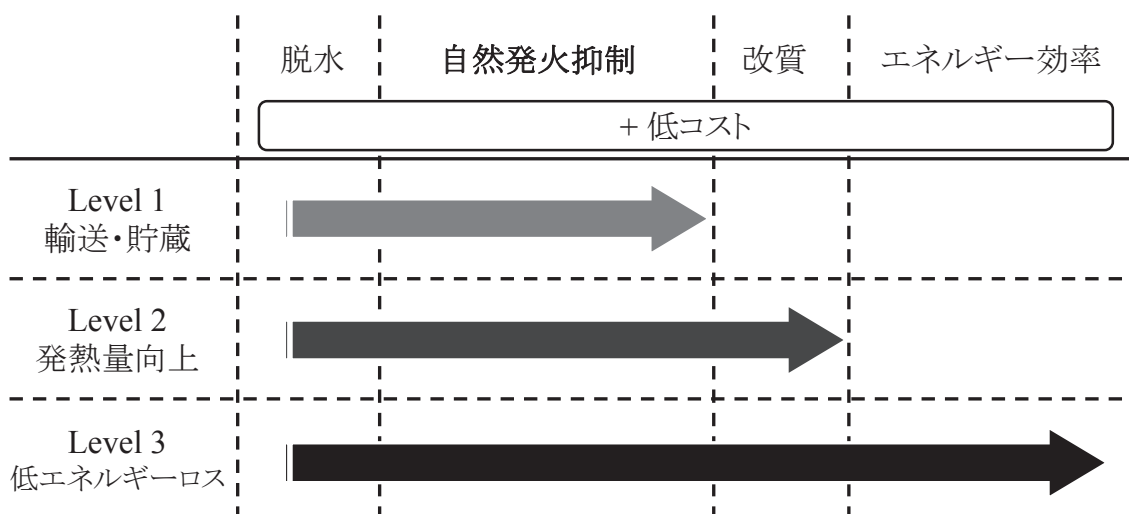 脱水 自然発火抑制 改質 エネルギー効率
+ 低コスト
Level 1
輸送・貯蔵
Level 2
発熱量向上
Level 3
低エネルギーロス